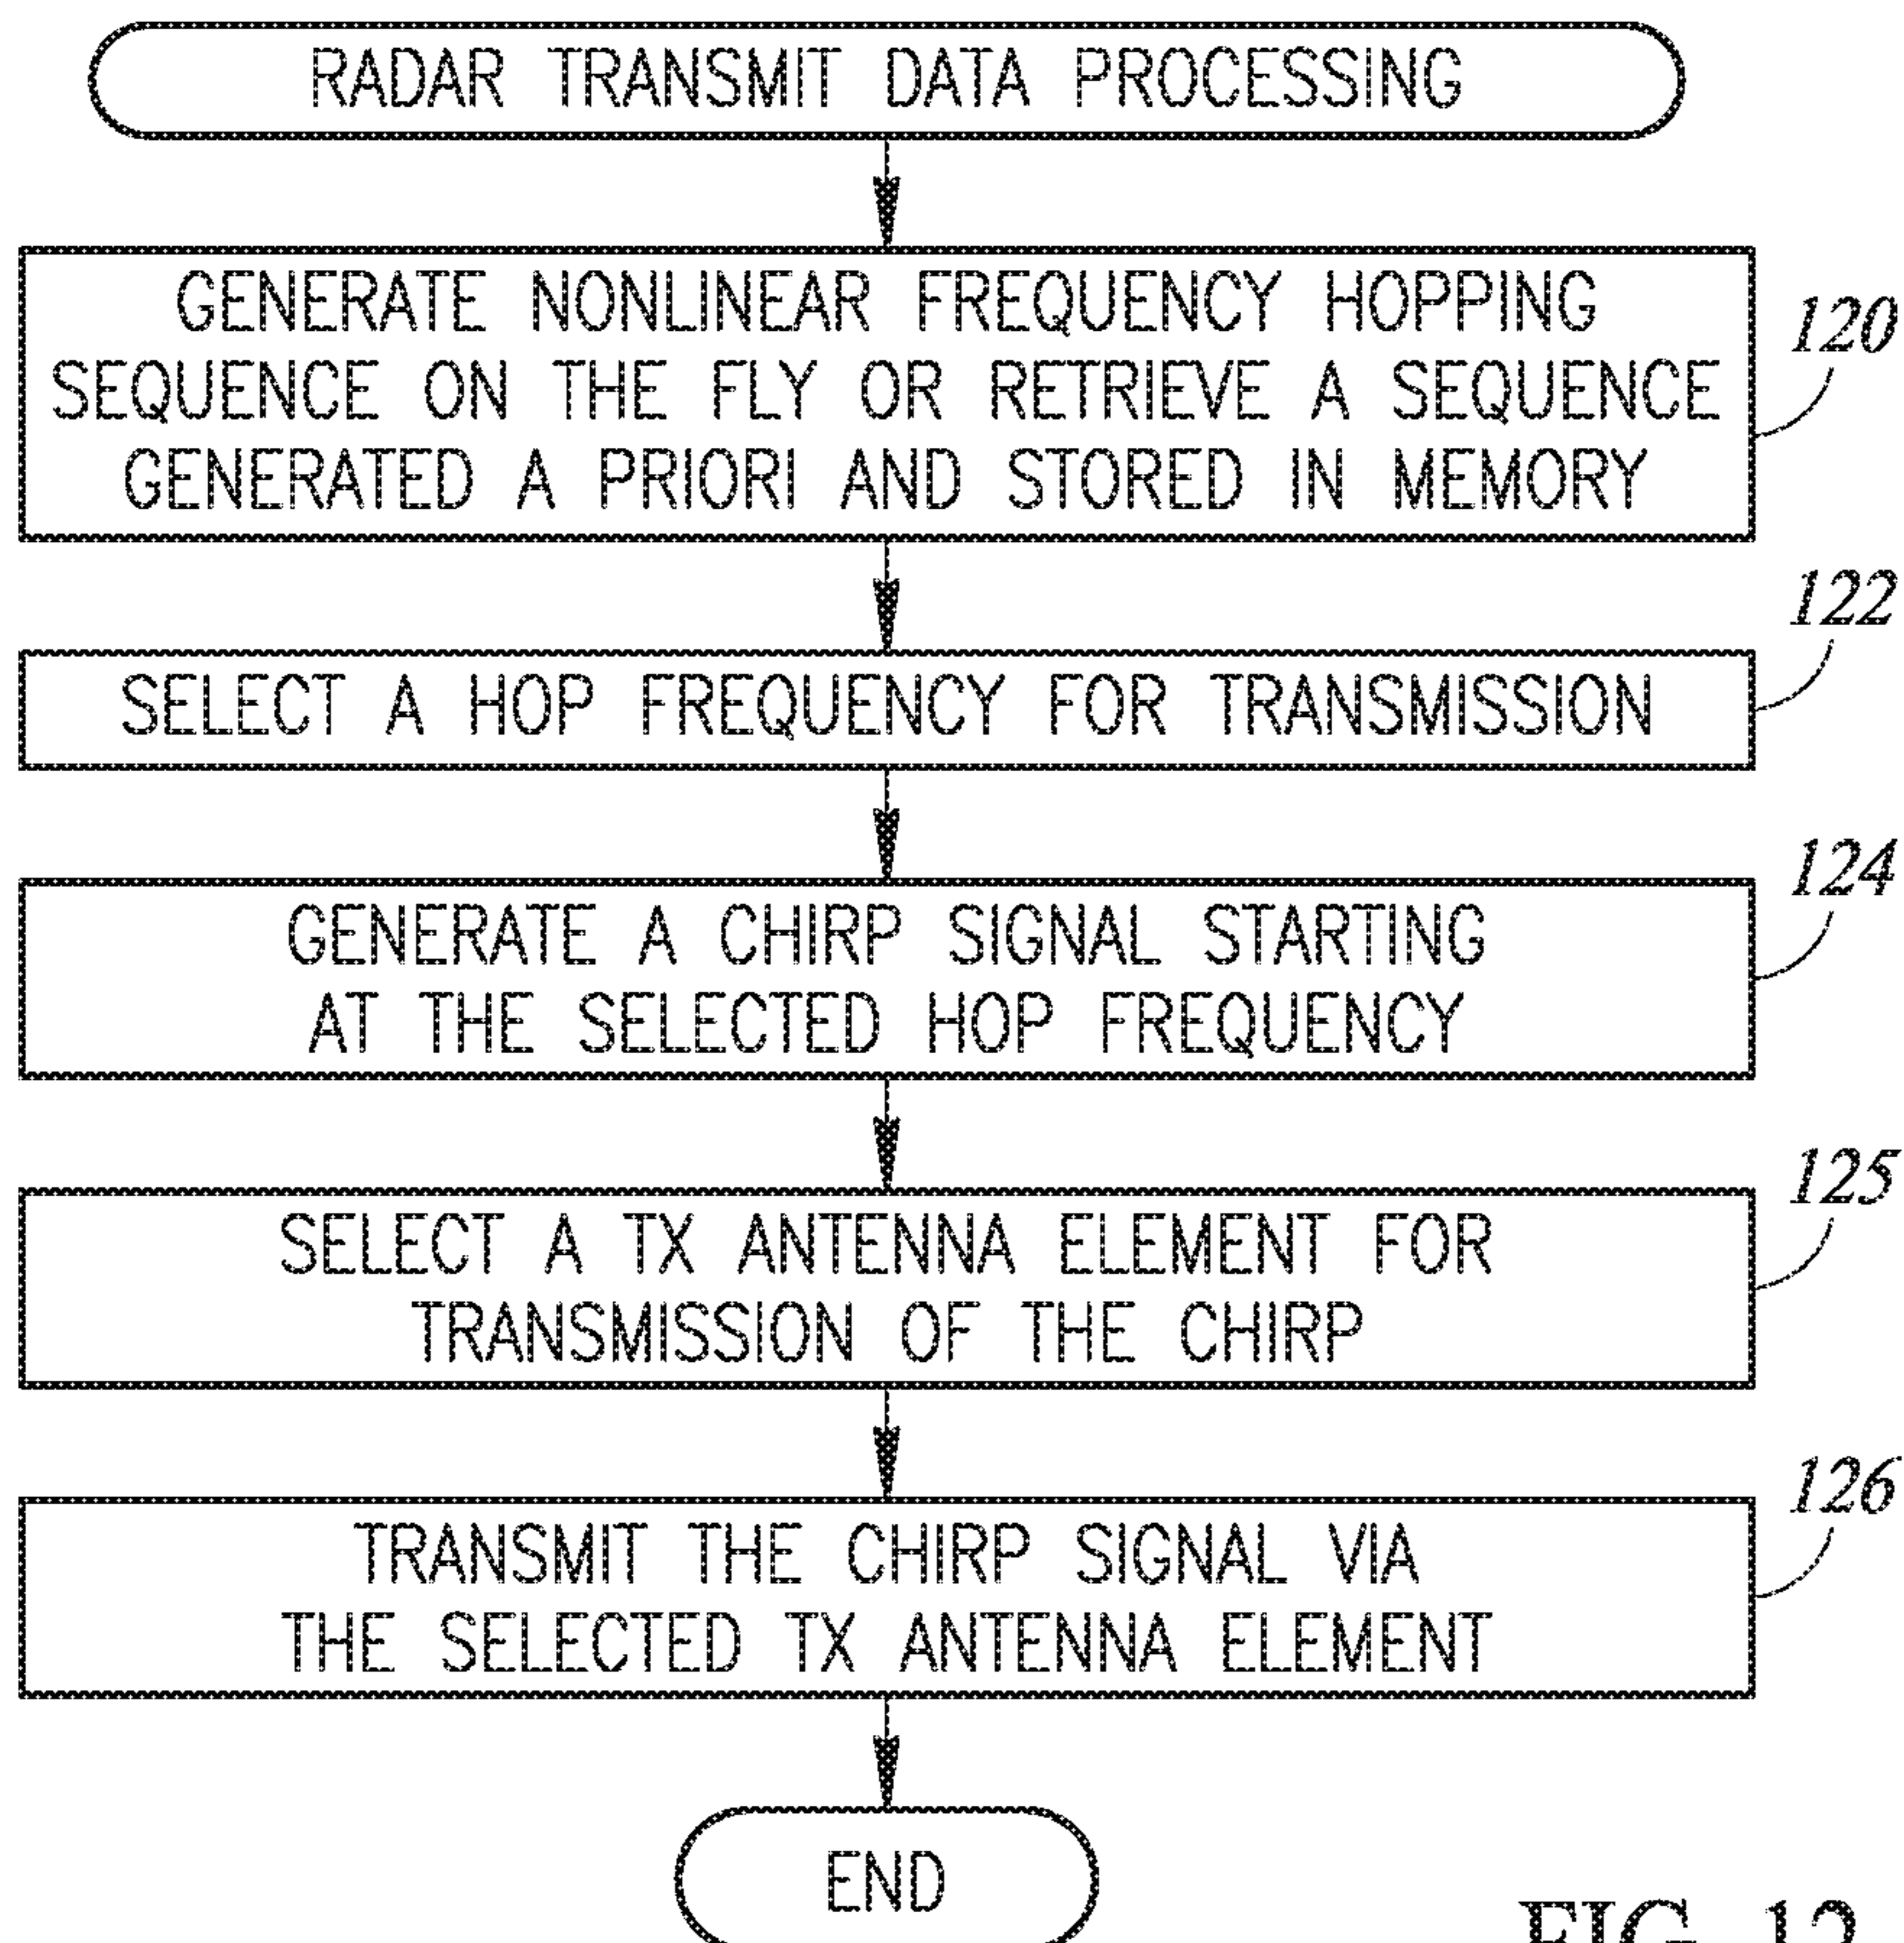 RADAR TRANSMIT DATA PROCESSING
GENERATE NONLINEAR FREQUENCY HOPPING
SEQUENCE ON THE FLY OR RETRIEVE A SEQUENCE
GENERATED A PRIORI AND STORED IN MEMORY
120
SELECT A HOP FREQUENCY FOR TRANSMISSION
122
GENERATE A CHIRP SIGNAL STARTING
AT THE SELECTED HOP FREQUENCY
124
SELECT A TX ANTENNA ELEMENT FOR
TRANSMISSION OF THE CHIRP
125
TRANSMIT THE CHIRP SIGNAL VIA
THE SELECTED TX ANTENNA ELEMENT
126
END
FIG. 12